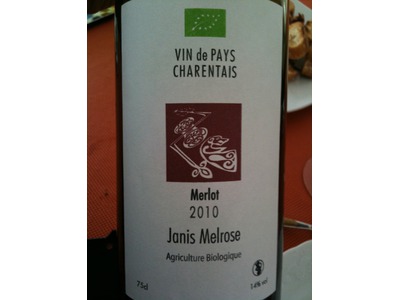 VIN de PAYS
CHARENTAIS
Merlot
2010
Janis Melrose
Agriculture Biologique
75cl
14% vol